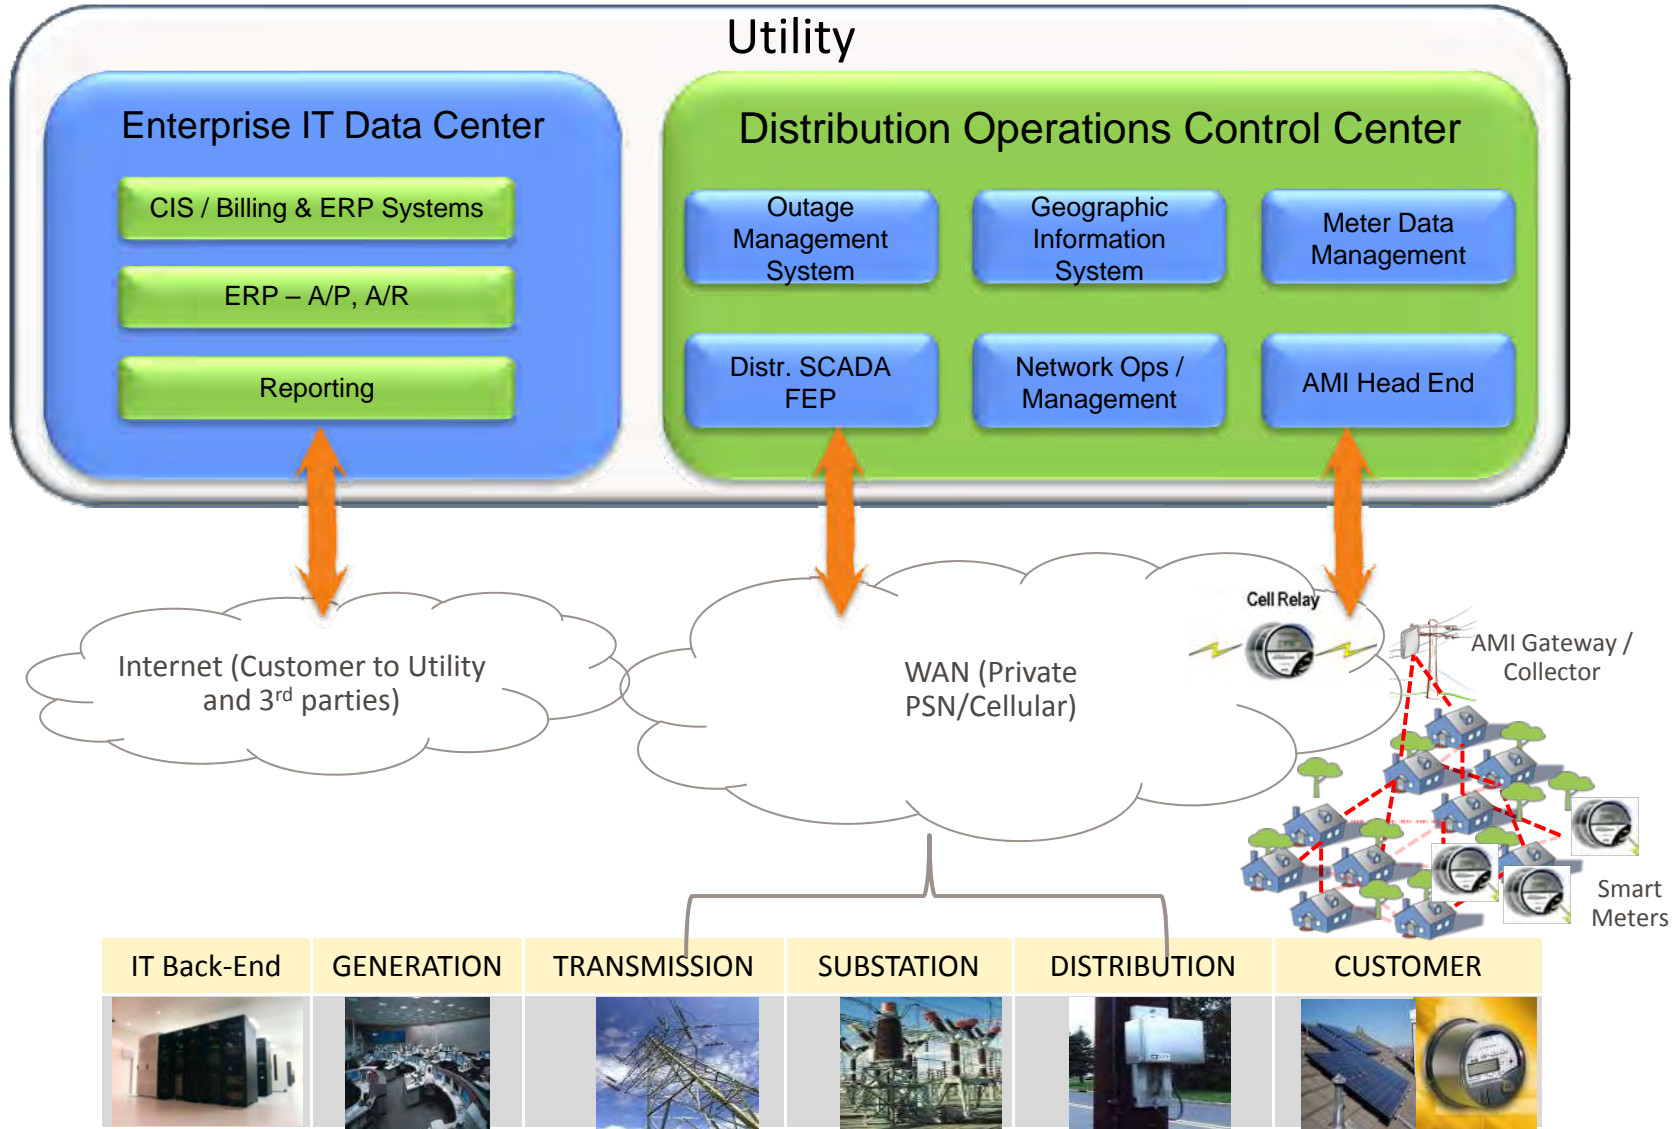 Utility
Enterprise IT Data Center
CIS / Billing & ERP Systems
ERP – A/P, A/R
Reporting
Distribution Operations Control Center
Outage
Management
System
Geographic
Information
System
Meter Data
Management
Distr. SCADA
FEP
Network Ops /
Management
AMI Head End
Internet (Customer to Utility
and 3rd parties)
WAN (Private
PSN/Cellular)
Cell Relay
AMI Gateway /
Collector
Smart
Meters
IT Back-End
GENERATION
TRANSMISSION
SUBSTATION
DISTRIBUTION
CUSTOMER